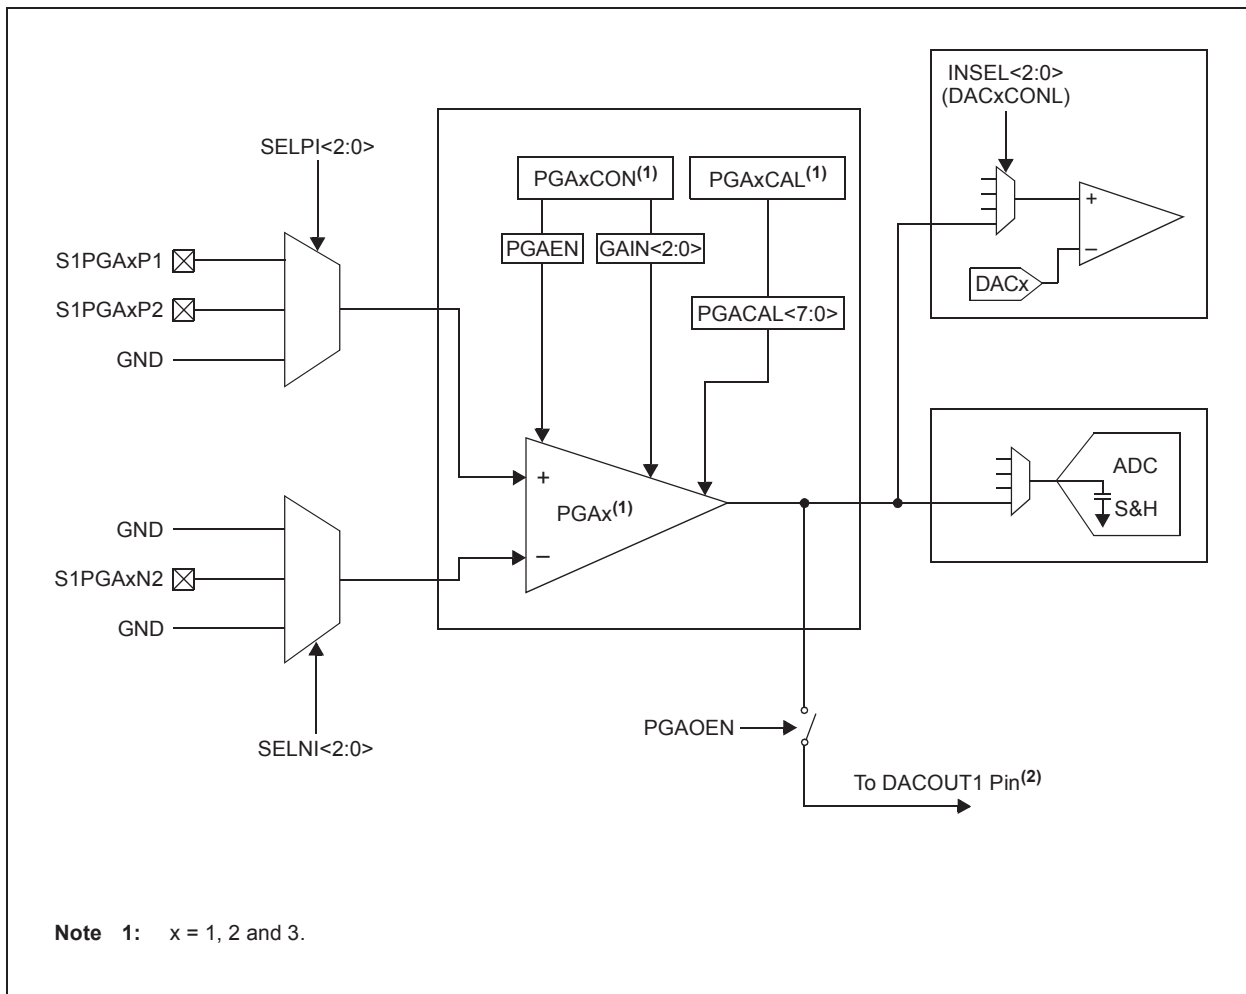 INSEL<2:0>
(DACxCONL)
SELPI<2:0>
PGAxCON(1)
PGAxCAL(1)
PGAEN
GAIN<2:0>
S1PGAxP1
S1PGAxP2
GND
+
–
DACx
PGACAL<7:0>
+
PGAx(1)
–
ADC
S&H
GND
S1PGAxN2
GND
SELNI<2:0>
PGAOEN
To DACOUT1 Pin(2)
Note 1: x = 1, 2 and 3.